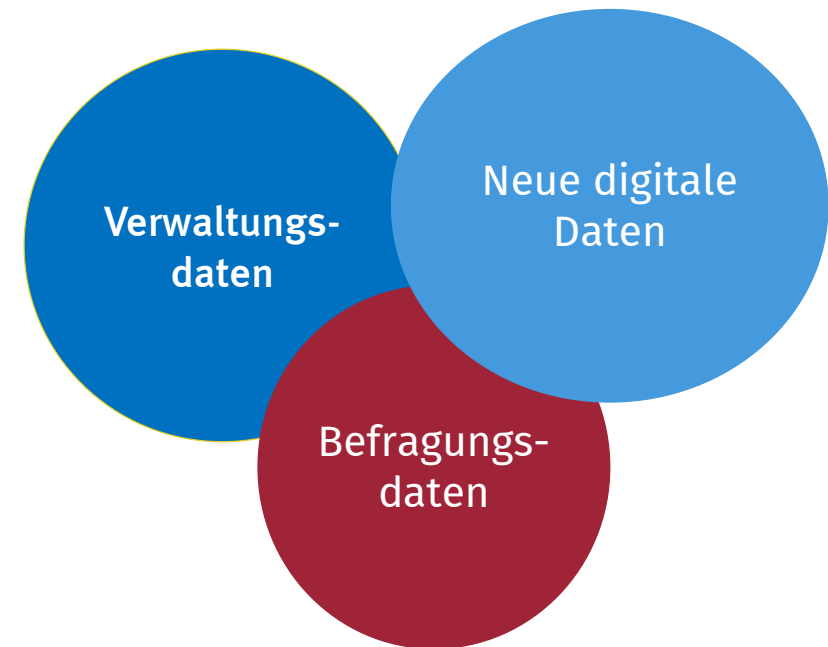 Verwaltungs-
daten
Neue digitale
Daten
Befragungs-
daten